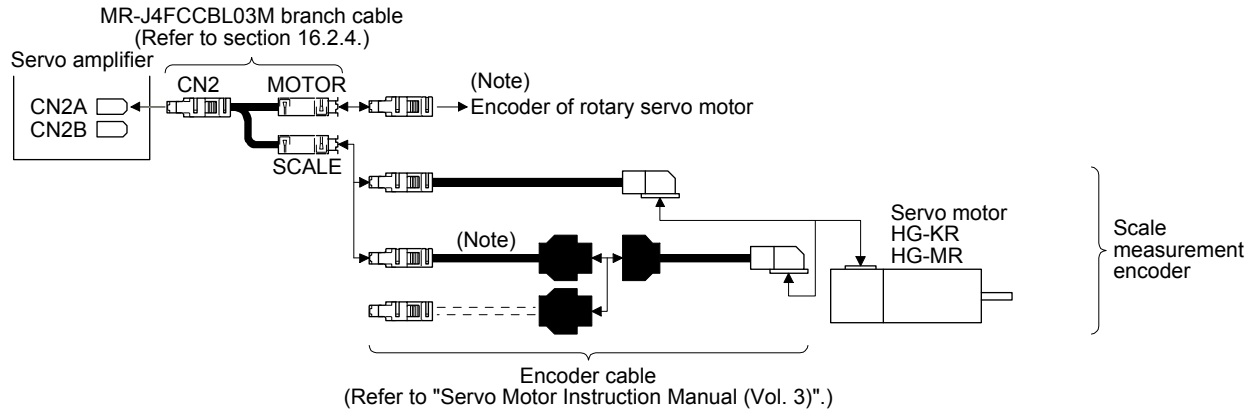 MR-J4FCCBL03M branch cable
(Refer to section 16.2.4.)
Servo amplifier
CN2A
CN2B
CN2
MOTOR
SCALE
(Note)
Encoder of rotary servo motor
(Note)
Servo motor
HG-KR
HG-MR
Scale
measurement
encoder
Encoder cable
(Refer to "Servo Motor Instruction Manual (Vol. 3)".)